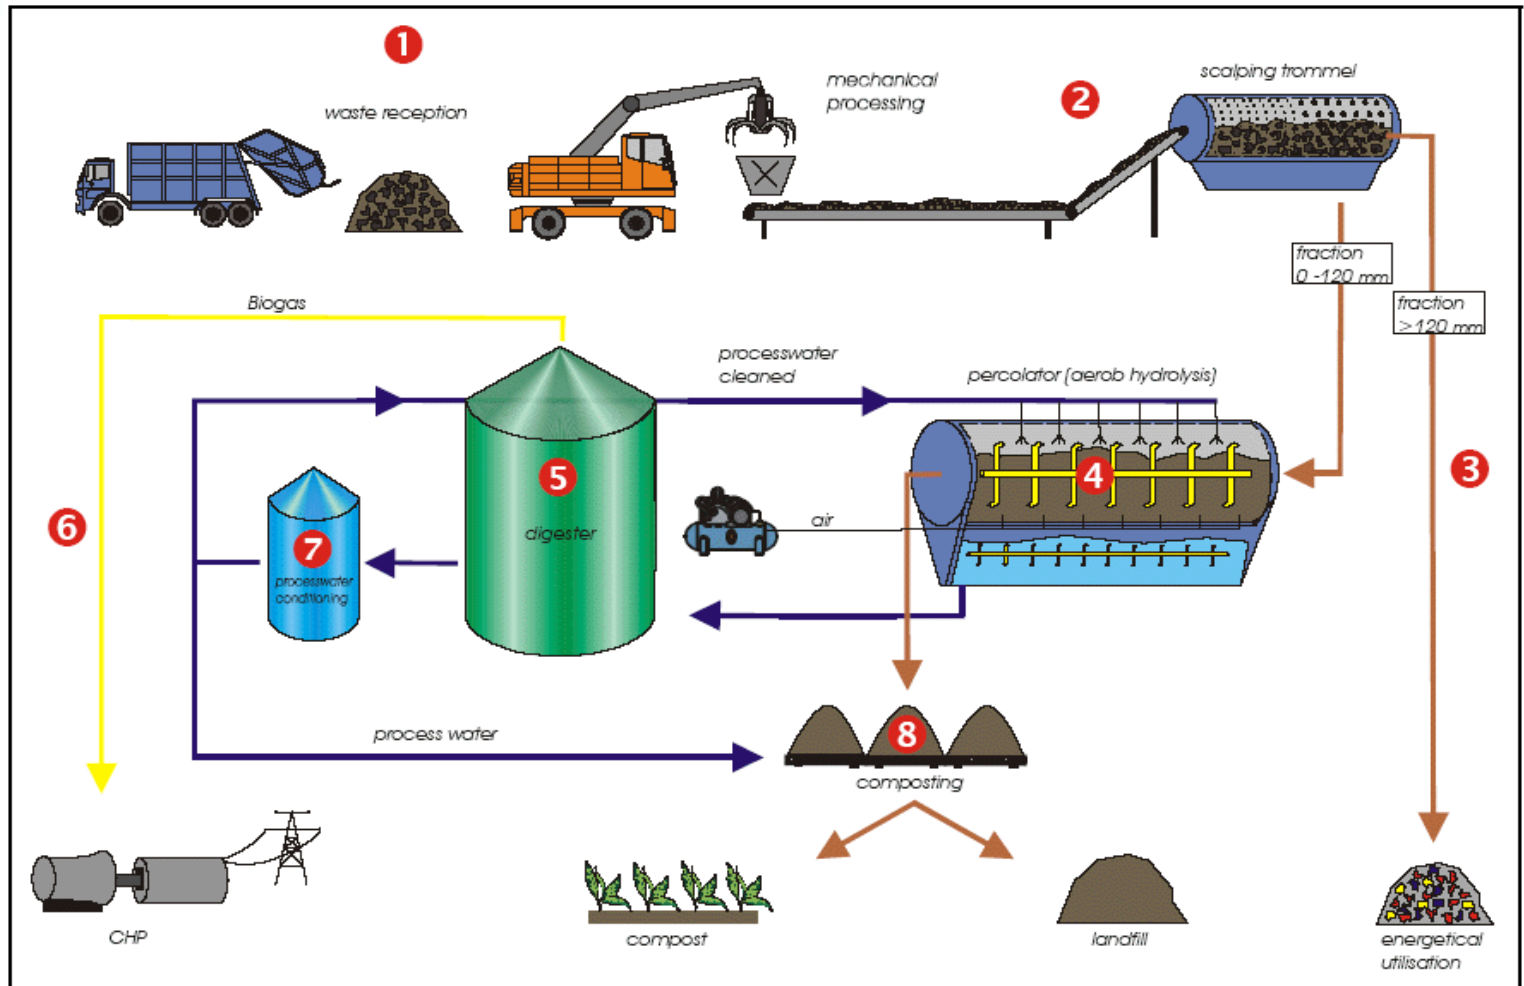 1
waste reception
mechanical
processing
2
scalping trommel
fraction
0 -120 mm
fraction
>120 mm
Biogas
processwater
cleaned
percolator (aerob hydrolysis)
3
4
5
digester
air
6
7
processwater
conditioning
process water
8
composting
CHP
compost
landfill
energetical
utilisation